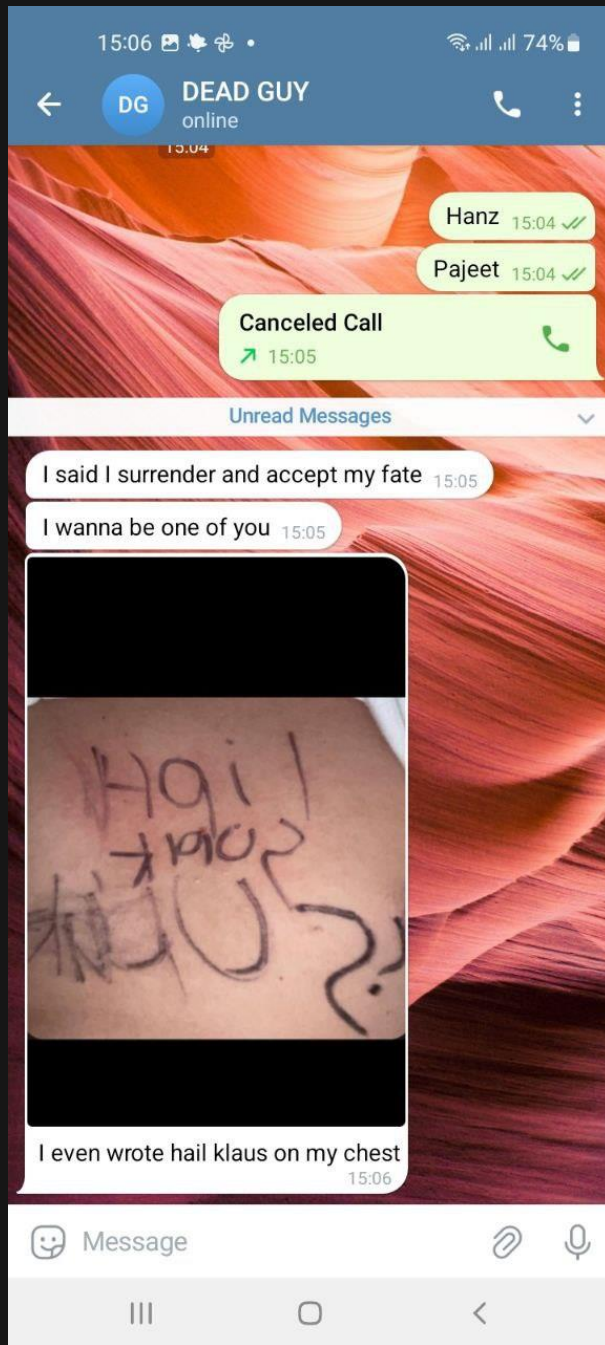 15:06
74%
DG
DEAD GUY
online
15:04
Hanz 15:04
Pajeet 15:04
Canceled Call
15:05
Unread Messages
I said I surrender and accept my fate 15:05
I wanna be one of you 15:05
Hail
I even wrote hail klaus on my chest
15:06
Message